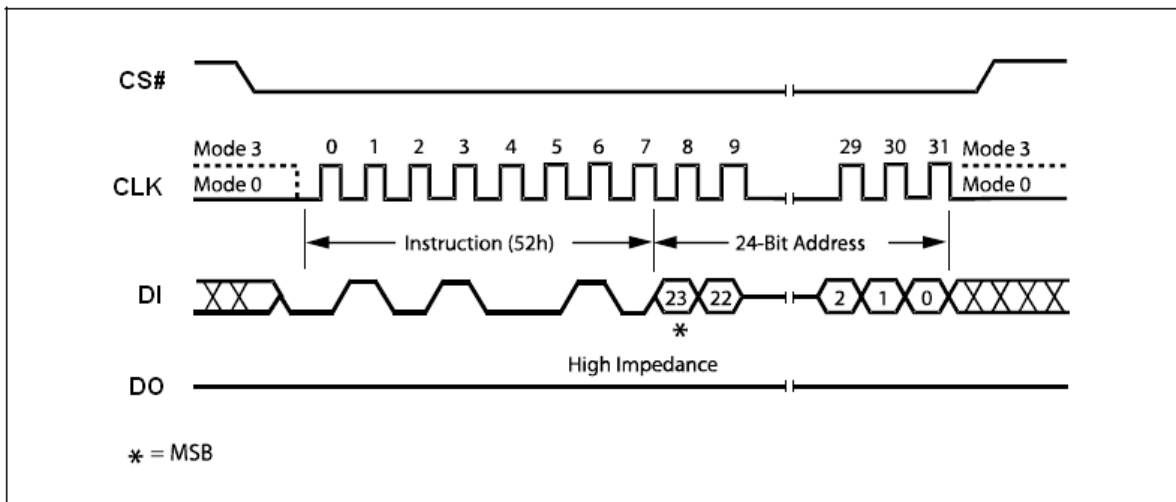 CS#
0 1 2 3 4 5 6 7 8 9 29 30 31
Mode 3 Mode 3
CLK Mode 0 Mode 0
Instruction (52h) 24-Bit Address
DI 23 22 2 1 0
*
High Impedance
DO
* = MSB